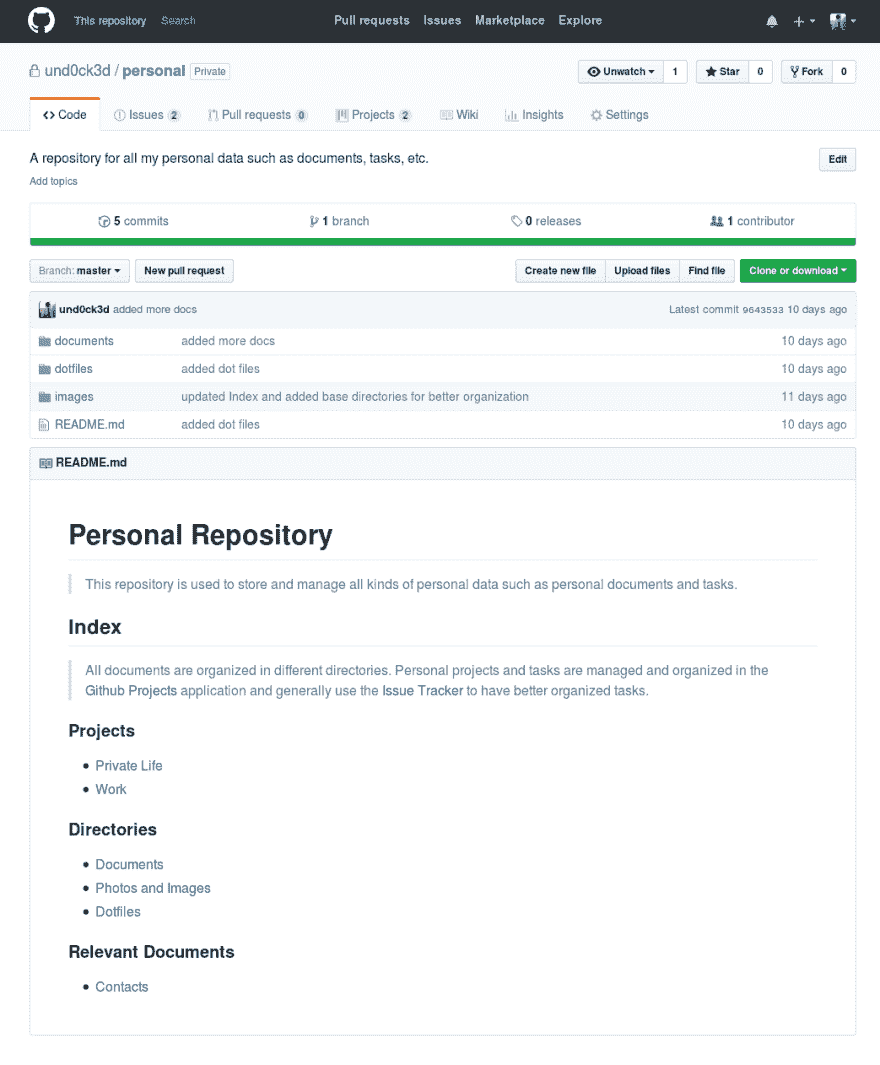 This repository Search Pull requests Issues Marketplace Explore
und0ck3d / personal Private Unwatch 1 Star 0 Fork 0
Code Issues 2 Pull requests 0 Projects 2 Wiki Insights Settings
A repository for all my personal data such as documents, tasks, etc. Edit
Add topics
5 commits 1 branch 0 releases 1 contributor
Branch: master New pull request Create new file Upload files Find file Clone or download
und0ck3d added more docs Latest commit 9643533 10 days ago
documents added more docs 10 days ago
dotfiles added dot files 10 days ago
images updated Index and added base directories for better organization 11 days ago
README.md added dot files 10 days ago
README.md
Personal Repository
This repository is used to store and manage all kinds of personal data such as personal documents and tasks.
Index
All documents are organized in different directories. Personal projects and tasks are managed and organized in the
Github Projects application and generally use the Issue Tracker to have better organized tasks.
Projects
• Private Life
• Work
Directories
• Documents
• Photos and Images
• Dotfiles
Relevant Documents
• Contacts